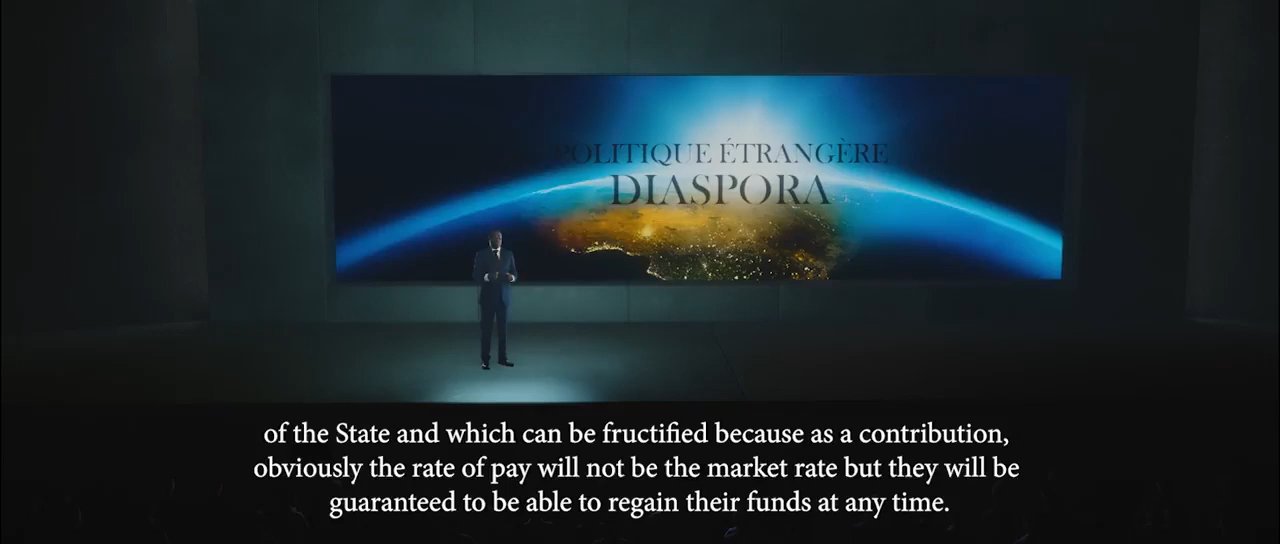 POLITIQUE ÉTRANGÈRE
DIASPORA
of the State and which can be fructified because as a contribution,
obviously the rate of pay will not be the market rate but they will be
guaranteed to be able to regain their funds at any time.